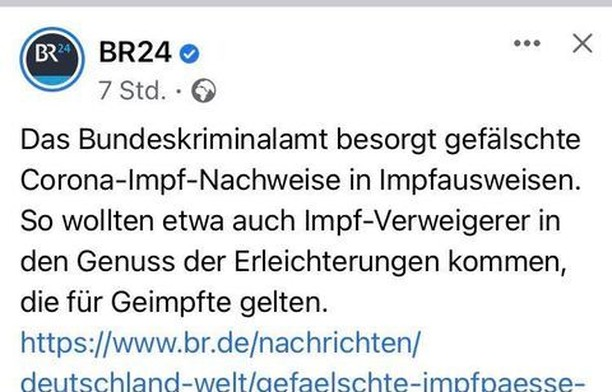 BR24
BR24
7 Std. ·
Das Bundeskriminalamt besorgt gefälschte
Corona-Impf-Nachweise in Impfausweisen.
So wollten etwa auch Impf-Verweigerer in
den Genuss der Erleichterungen kommen,
die für Geimpfte gelten.
https://www.br.de/nachrichten/
deutschland-welt/gefaelschte-impfpaesse-